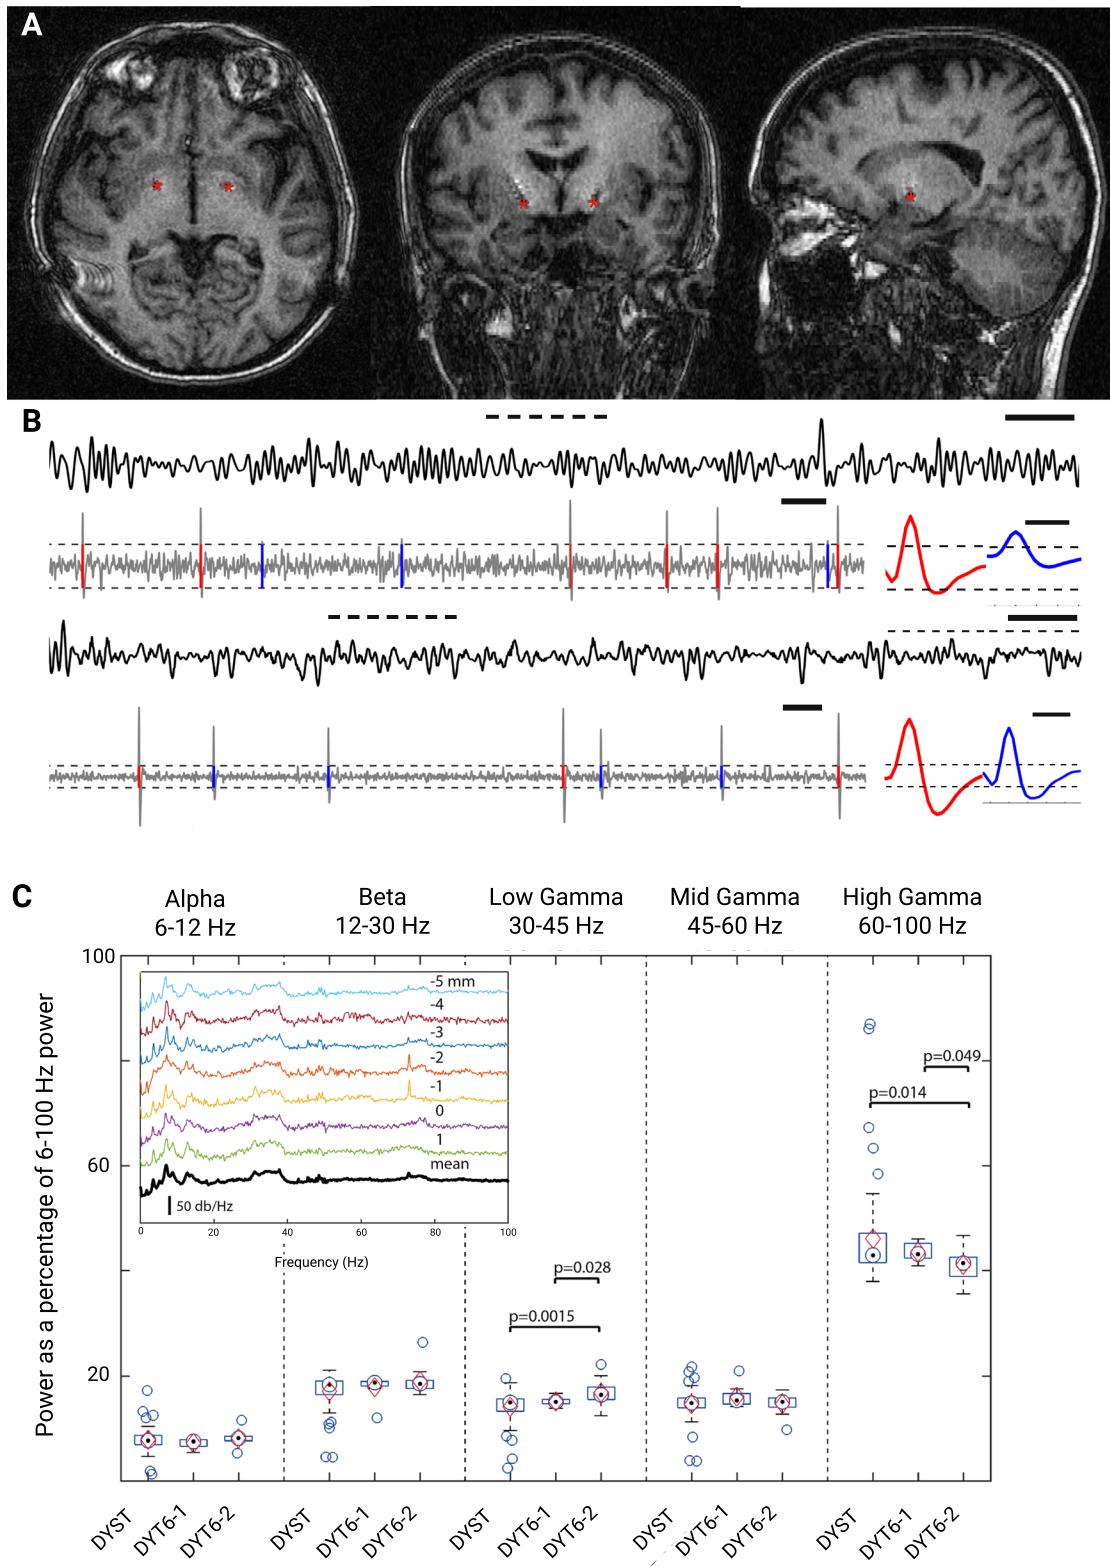 A
B
C
Alpha
6-12 Hz
Beta
12-30 Hz
Low Gamma
30-45 Hz
Mid Gamma
45-60 Hz
High Gamma
60-100 Hz
Power as a percentage of 6-100 Hz power
100
60
20
-5 mm
-4
-3
-2
-1
0
1
mean
50 db/Hz
0 20 40 60 80 100
Frequency (Hz)
p=0.028
p=0.0015
p=0.049
p=0.014
DYST DYT6-1 DYT6-2 DYST DYT6-1 DYT6-2 DYST DYT6-1 DYT6-2 DYST DYT6-1 DYT6-2 DYST DYT6-1 DYT6-2